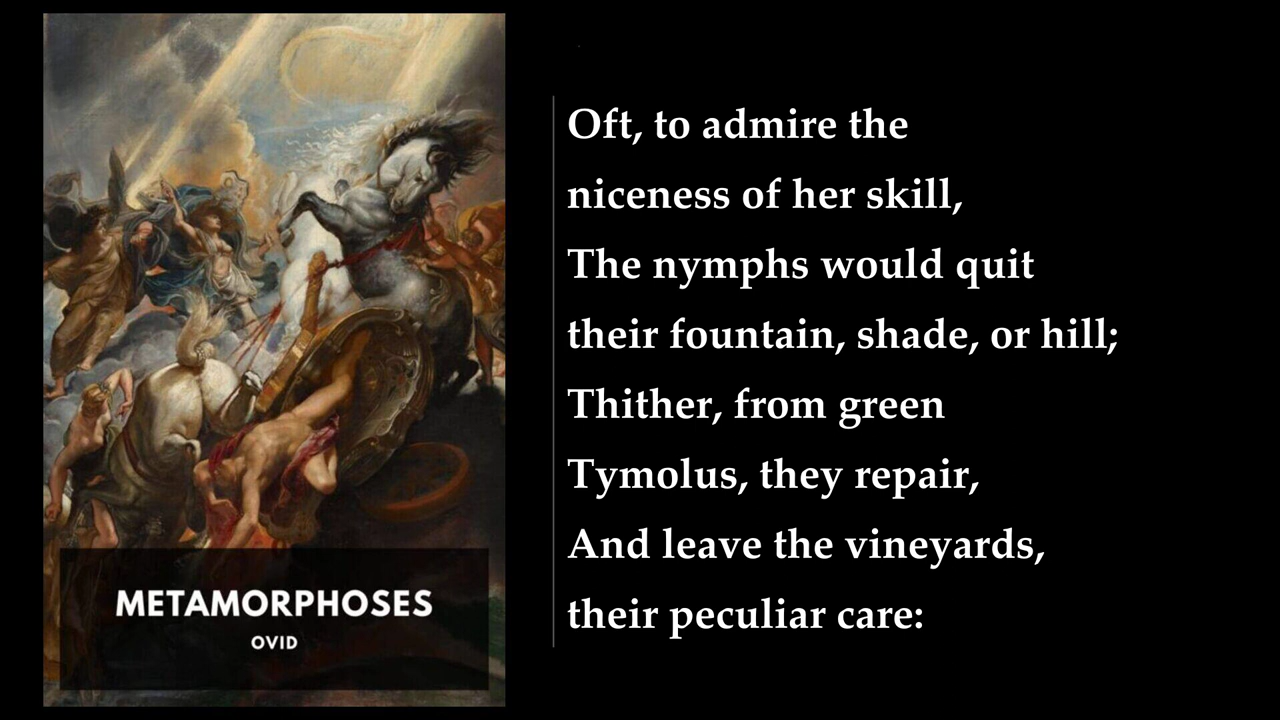 METAMORPHOSES
OVID
Oft, to admire the
niceness of her skill,
The nymphs would quit
their fountain, shade, or hill;
Thither, from green
Tymolus, they repair,
And leave the vineyards,
their peculiar care: